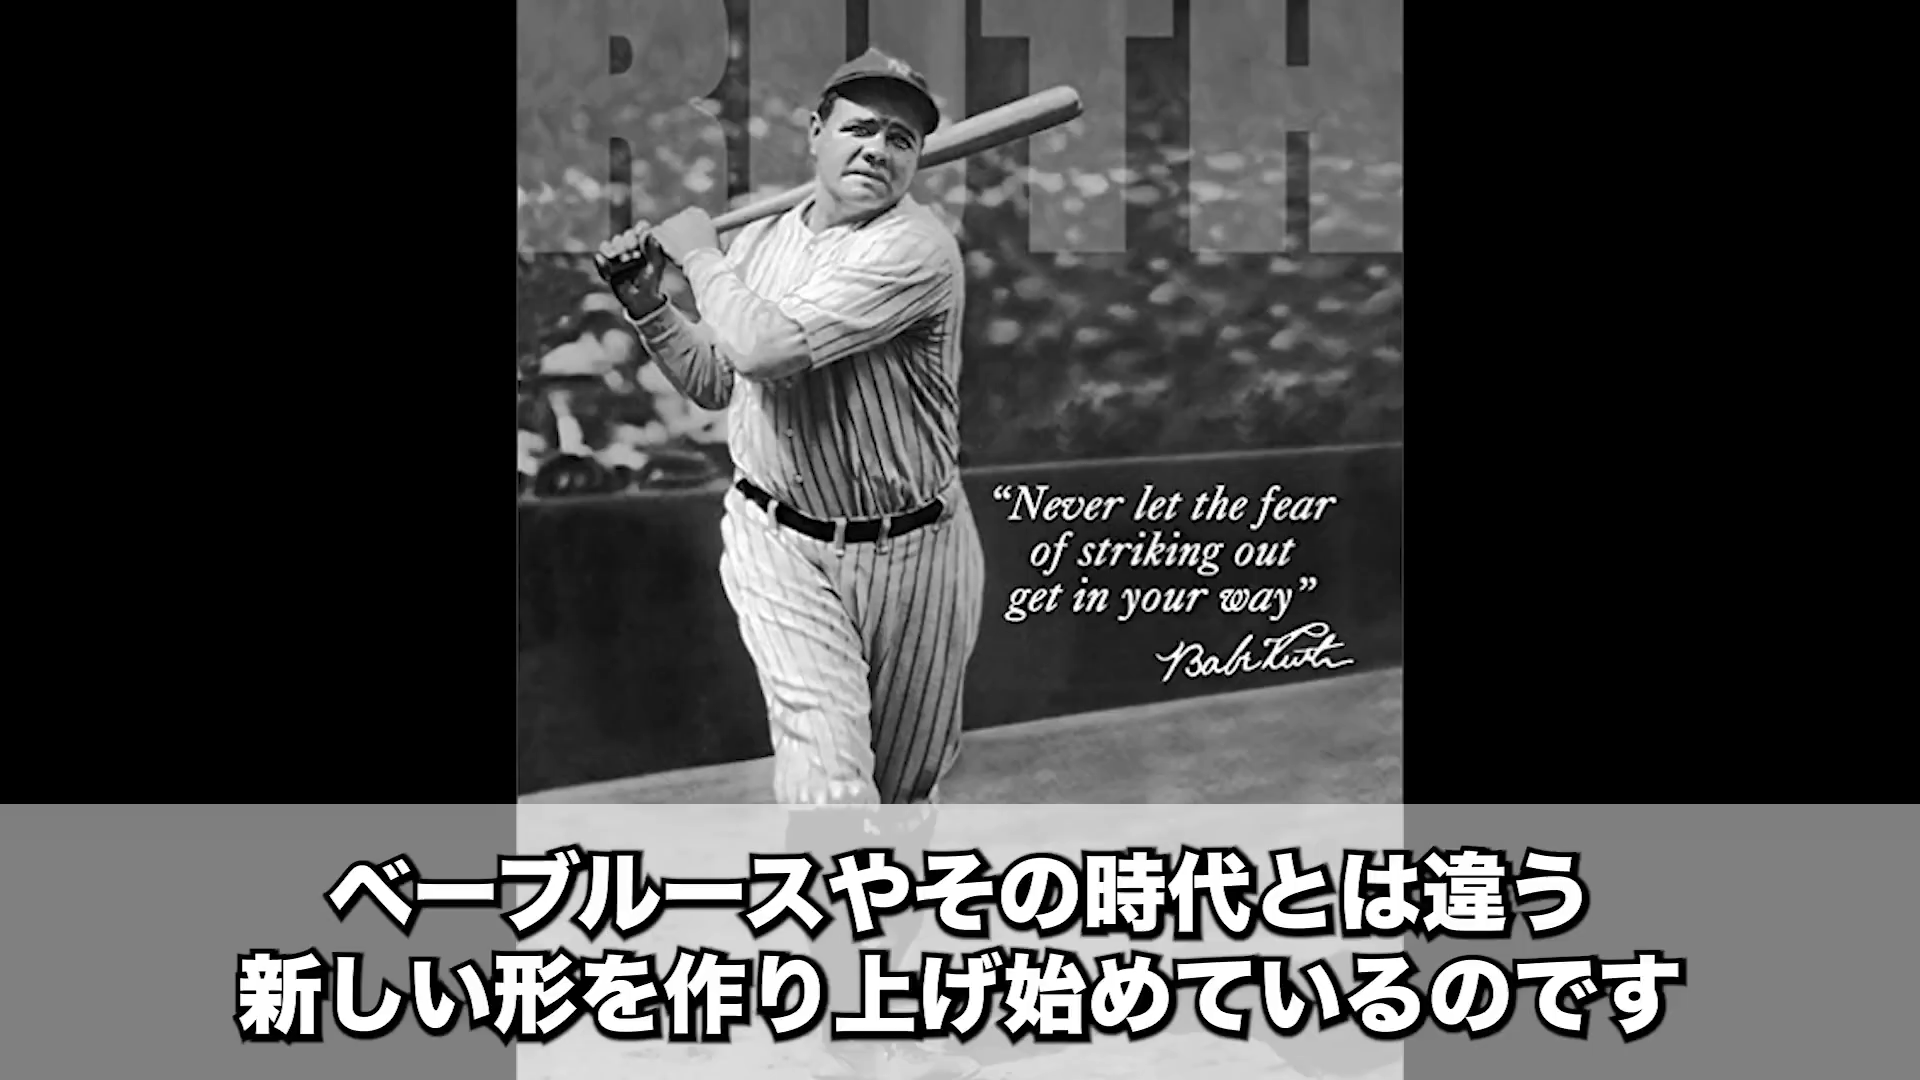 RUTH
“Never let the fear
of striking out
get in your way”
Babe Ruth
ベーブルースやその時代とは違う
新しい形を作り上げ始めているのです